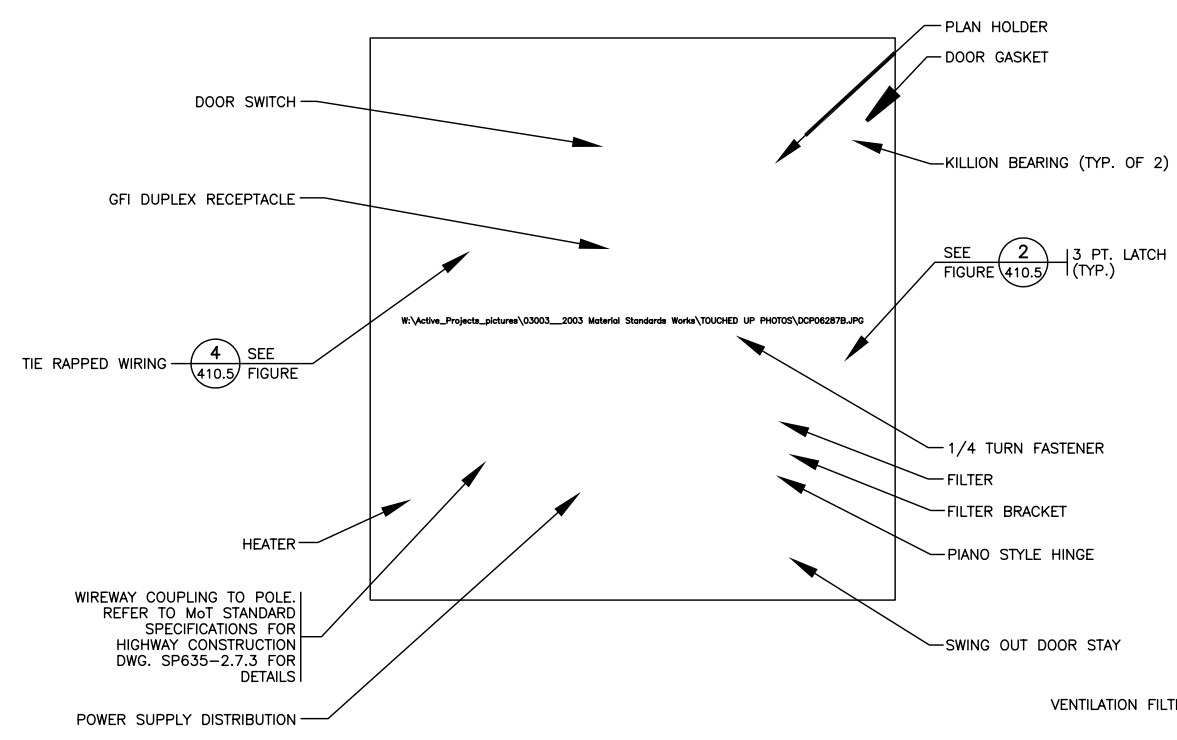 PLAN HOLDER
DOOR GASKET
DOOR SWITCH
KILLION BEARING (TYP. OF 2)
GFI DUPLEX RECEPTACLE
SEE
FIGURE
2
410.5
3 PT. LATCH
(TYP.)
W:\Active_Projects_pictures\03003__2003 Material Standards Works\TOUCHED UP PHOTOS\DCP06287B.JPG
TIE RAPPED WIRING
4
410.5
SEE
FIGURE
1/4 TURN FASTENER
FILTER
FILTER BRACKET
HEATER
PIANO STYLE HINGE
WIREWAY COUPLING TO POLE.
REFER TO MoT STANDARD
SPECIFICATIONS FOR
HIGHWAY CONSTRUCTION
DWG. SP635-2.7.3 FOR
DETAILS
SWING OUT DOOR STAY
POWER SUPPLY DISTRIBUTION
VENTILATION